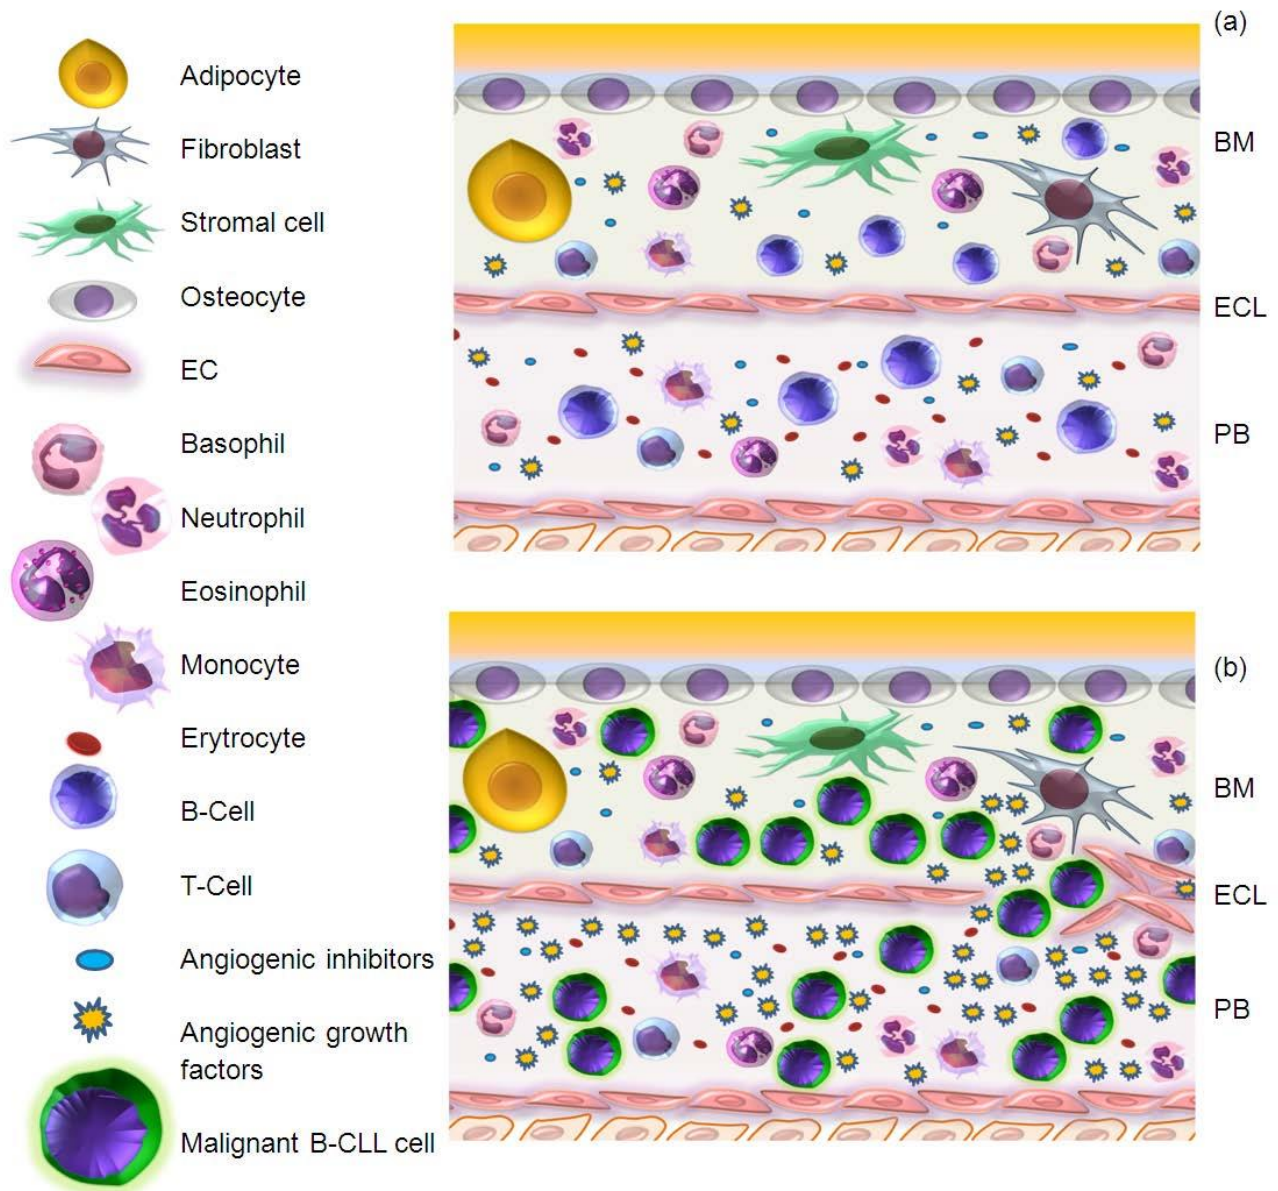 Adipocyte
Fibroblast
Stromal cell
Osteocyte
EC
Basophil
Neutrophil
Eosinophil
Monocyte
Erytrocyte
B-Cell
T-Cell
Angiogenic inhibitors
Angiogenic growth
factors
Malignant B-CLL cell
(a)
BM
ECL
PB
(b)
BM
ECL
PB